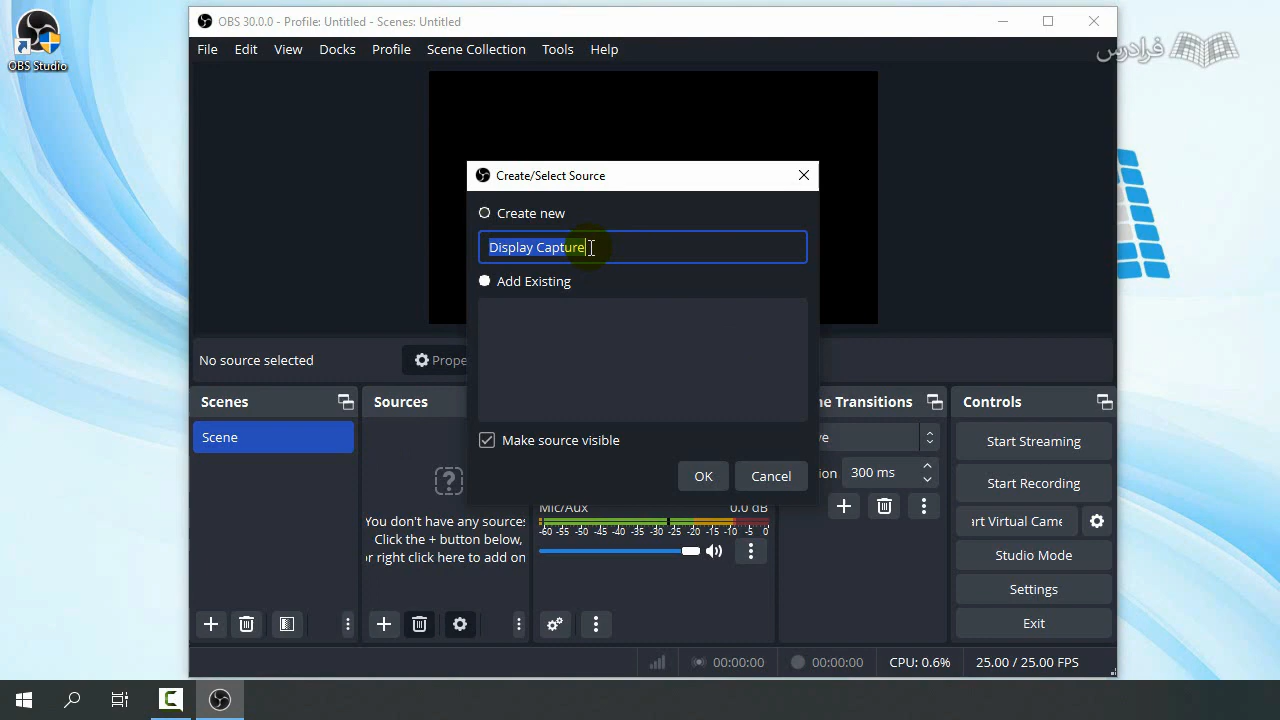 OBS Studio
OBS 30.0.0 - Profile: Untitled - Scenes: Untitled
File Edit View Docks Profile Scene Collection Tools Help
فرادرس
Create/Select Source
Create new
Display Capture
Add Existing
Make source visible
OK Cancel
No source selected
Prope
Scenes
Scene
Sources
You don't have any sources
Click the + button below,
or right click here to add on
Mic/Aux 0.0 dB
-60 -55 -50 -45 -40 -35 -30 -25 -20 -15 -10 -5 0
ne Transitions
ve
ion 300 ms
Controls
Start Streaming
Start Recording
art Virtual Came
Studio Mode
Settings
Exit
00:00:00 00:00:00 CPU: 0.6% 25.00 / 25.00 FPS